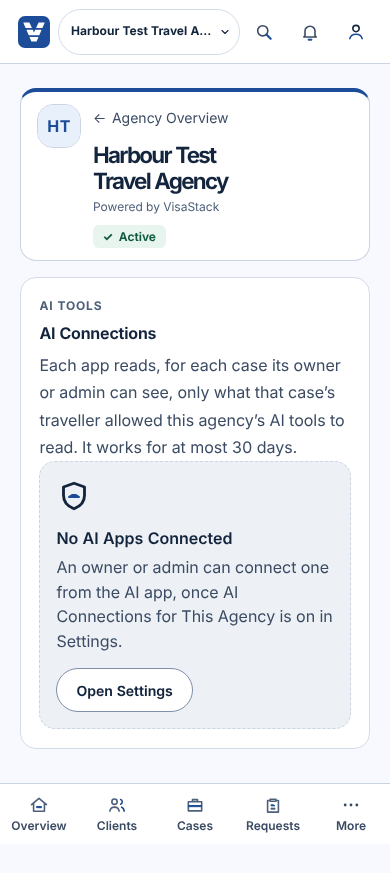 Harbour Test Travel A...
HT
← Agency Overview
Harbour Test
Travel Agency
Powered by VisaStack
✓ Active
AI TOOLS
AI Connections
Each app reads, for each case its owner
or admin can see, only what that case’s
traveller allowed this agency’s AI tools to
read. It works for at most 30 days.
No AI Apps Connected
An owner or admin can connect one
from the AI app, once AI
Connections for This Agency is on in
Settings.
Open Settings
Overview
Clients
Cases
Requests
More